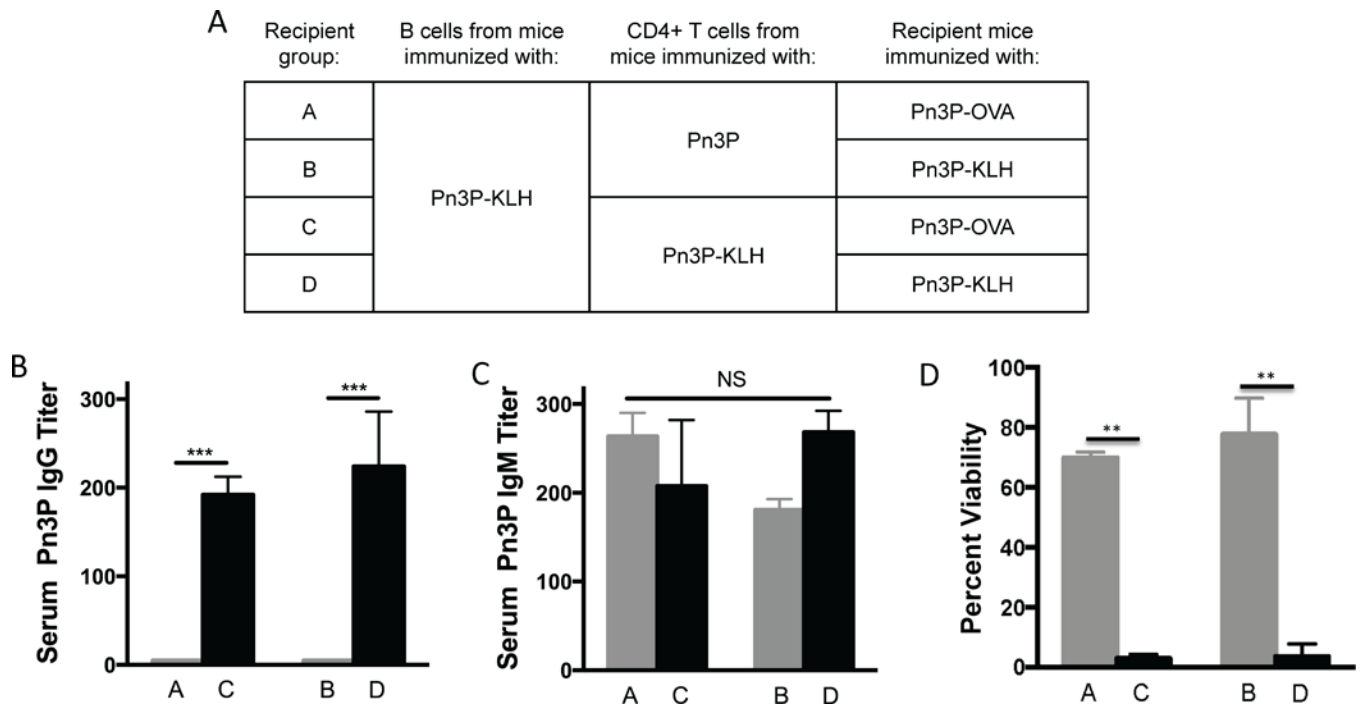 A
Recipient group:
B cells from mice immunized with:
CD4+ T cells from mice immunized with:
Recipient mice immunized with:
A
B
C
D
Pn3P-KLH
Pn3P
Pn3P-KLH
Pn3P-OVA
Pn3P-KLH
Pn3P-OVA
Pn3P-KLH
B
Serum Pn3P IgG Titer
300
200
100
0
***
***
A C B D
C
Serum Pn3P IgM Titer
300
200
100
0
NS
A C B D
D
Percent Viability
100
80
60
40
20
0
**
**
A C B D